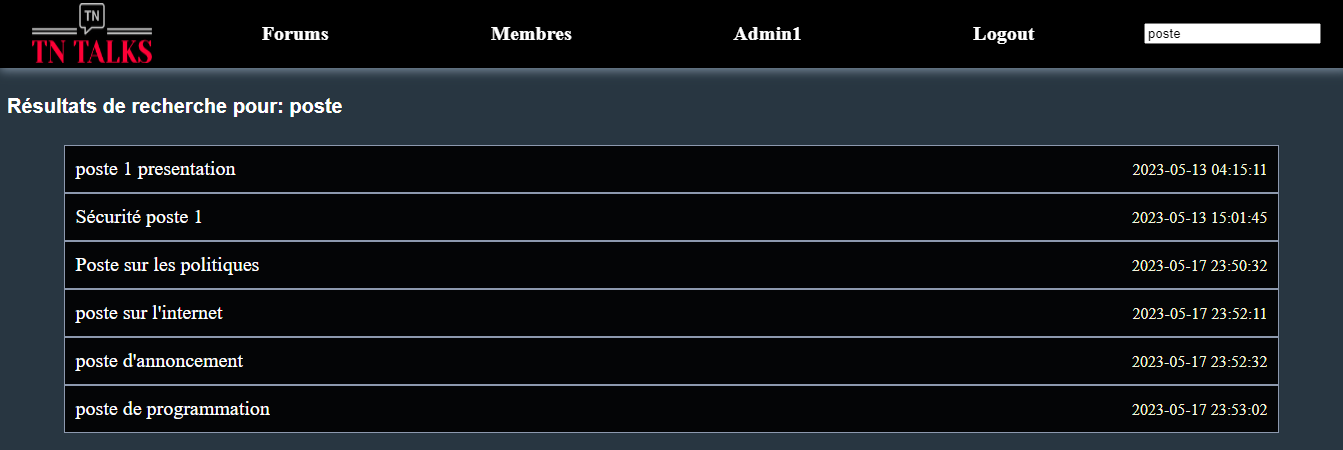 TN
TN TALKS
Forums
Membres
Admin1
Logout
poste
Résultats de recherche pour: poste
poste 1 presentation 2023-05-13 04:15:11
Sécurité poste 1 2023-05-13 15:01:45
Poste sur les politiques 2023-05-17 23:50:32
poste sur l'internet 2023-05-17 23:52:11
poste d'annoncement 2023-05-17 23:52:32
poste de programmation 2023-05-17 23:53:02